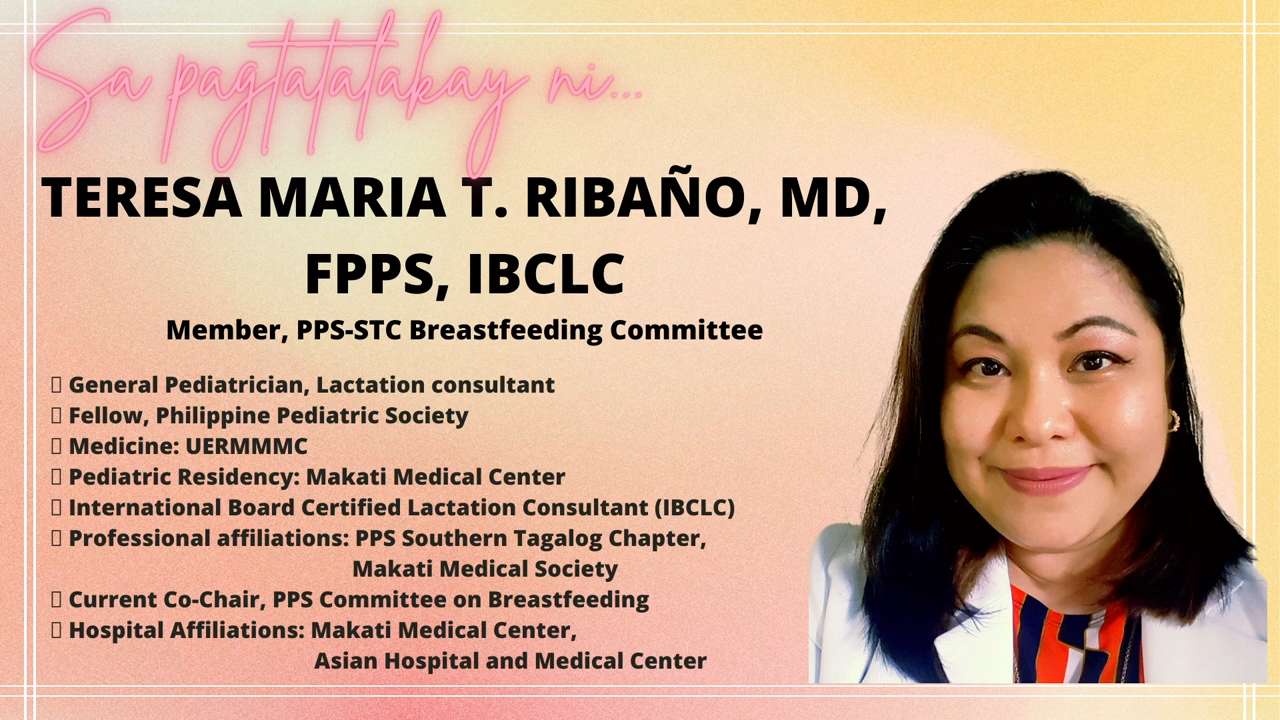 Sa pagtatalakay ni...
TERESA MARIA T. RIBAÑO, MD,
FPPS, IBCLC
Member, PPS-STC Breastfeeding Committee
General Pediatrician, Lactation consultant
Fellow, Philippine Pediatric Society
Medicine: UERMMMC
Pediatric Residency: Makati Medical Center
International Board Certified Lactation Consultant (IBCLC)
Professional affiliations: PPS Southern Tagalog Chapter,
Makati Medical Society
Current Co-Chair, PPS Committee on Breastfeeding
Hospital Affiliations: Makati Medical Center,
Asian Hospital and Medical Center